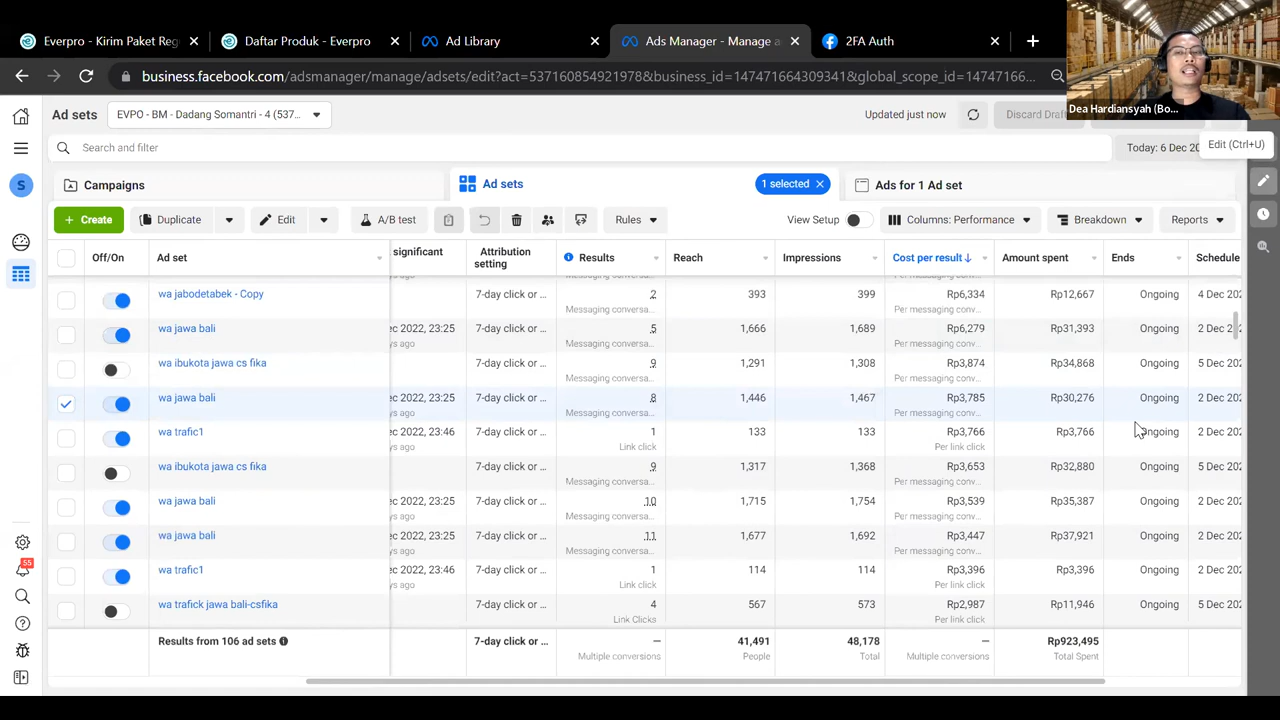 Everpro - Kirim Paket Reg
Daftar Produk - Everpro
Ad Library
Ads Manager - Manage a
2FA Auth
business.facebook.com/adsmanager/manage/adsets/edit?act=537160854921978&business_id=147471664309341&global_scope_id=14747166...
Dea Hardiansyah (Bo...
Ad sets
EVPO - BM - Dadang Somantri - 4 (537...
Updated just now
Discard Dra
Search and filter
Today: 6 Dec 20
Edit (Ctrl+U)
S
Campaigns
Ad sets
1 selected
Ads for 1 Ad set
Create
Duplicate
Edit
A/B test
Rules
View Setup
Columns: Performance
Breakdown
Reports
Off/On
Ad set
significant
Attribution setting
Results
Reach
Impressions
Cost per result
Amount spent
Ends
Schedule
wa jabodetabek - Copy 7-day click or ... 2 393 399 Rp6,334 Rp12,667 Ongoing 4 Dec 202
Messaging conversa... Per messaging conv...
wa jawa bali ec 2022, 23:25 7-day click or ... 5 1,666 1,689 Rp6,279 Rp31,393 Ongoing 2 Dec 202
ys ago Messaging conversa... Per messaging conv...
wa ibukota jawa cs fika 7-day click or ... 9 1,291 1,308 Rp3,874 Rp34,868 Ongoing 5 Dec 202
Messaging conversa... Per messaging conv...
wa jawa bali ec 2022, 23:25 7-day click or ... 8 1,446 1,467 Rp3,785 Rp30,276 Ongoing 2 Dec 202
ys ago Messaging conversa... Per messaging conv...
wa trafic1 ec 2022, 23:46 7-day click or ... 1 133 133 Rp3,766 Rp3,766 Ongoing 2 Dec 202
ys ago Link click Per link click
wa ibukota jawa cs fika 7-day click or ... 9 1,317 1,368 Rp3,653 Rp32,880 Ongoing 5 Dec 202
Messaging conversa... Per messaging conv...
wa jawa bali ec 2022, 23:25 7-day click or ... 10 1,715 1,754 Rp3,539 Rp35,387 Ongoing 2 Dec 202
ys ago Messaging conversa... Per messaging conv...
wa jawa bali ec 2022, 23:25 7-day click or ... 11 1,677 1,692 Rp3,447 Rp37,921 Ongoing 2 Dec 202
ys ago Messaging conversa... Per messaging conv...
wa trafic1 ec 2022, 23:46 7-day click or ... 1 114 114 Rp3,396 Rp3,396 Ongoing 2 Dec 202
ys ago Link click Per link click
wa trafick jawa bali-csfika 7-day click or ... 4 567 573 Rp2,987 Rp11,946 Ongoing 5 Dec 202
Link Clicks Per link click
55
Results from 106 ad sets 7-day click or ... — 41,491 48,178 — Rp923,495
Multiple conversions People Total Multiple conversions Total Spent